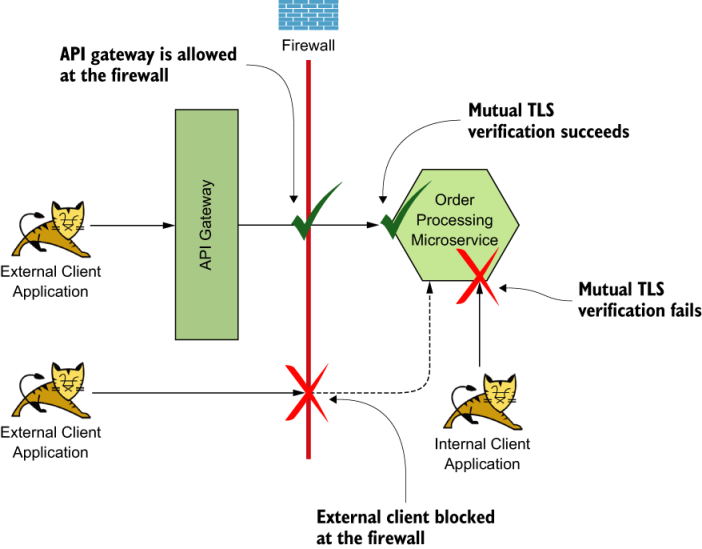 Firewall
API gateway is allowed
at the firewall
Mutual TLS
verification succeeds
API Gateway
Order
Processing
Microservice
External Client
Application
Mutual TLS
verification fails
External Client
Application
Internal Client
Application
External client blocked
at the firewall